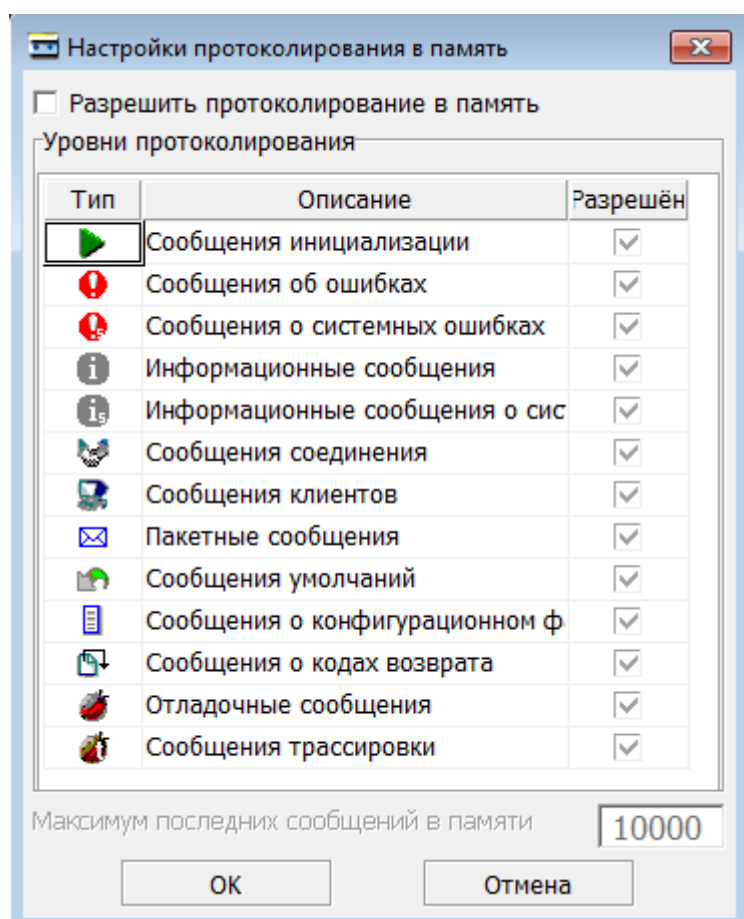 Настройки протоколирования в память
Разрешить протоколирование в память
Уровни протоколирования
Тип Описание Разрешён
Сообщения инициализации
Сообщения об ошибках
Сообщения о системных ошибках
Информационные сообщения
Информационные сообщения о сис
Сообщения соединения
Сообщения клиентов
Пакетные сообщения
Сообщения умолчаний
Сообщения о конфигурационном ф
Сообщения о кодах возврата
Отладочные сообщения
Сообщения трассировки
Максимум последних сообщений в памяти 10000
OK Отмена